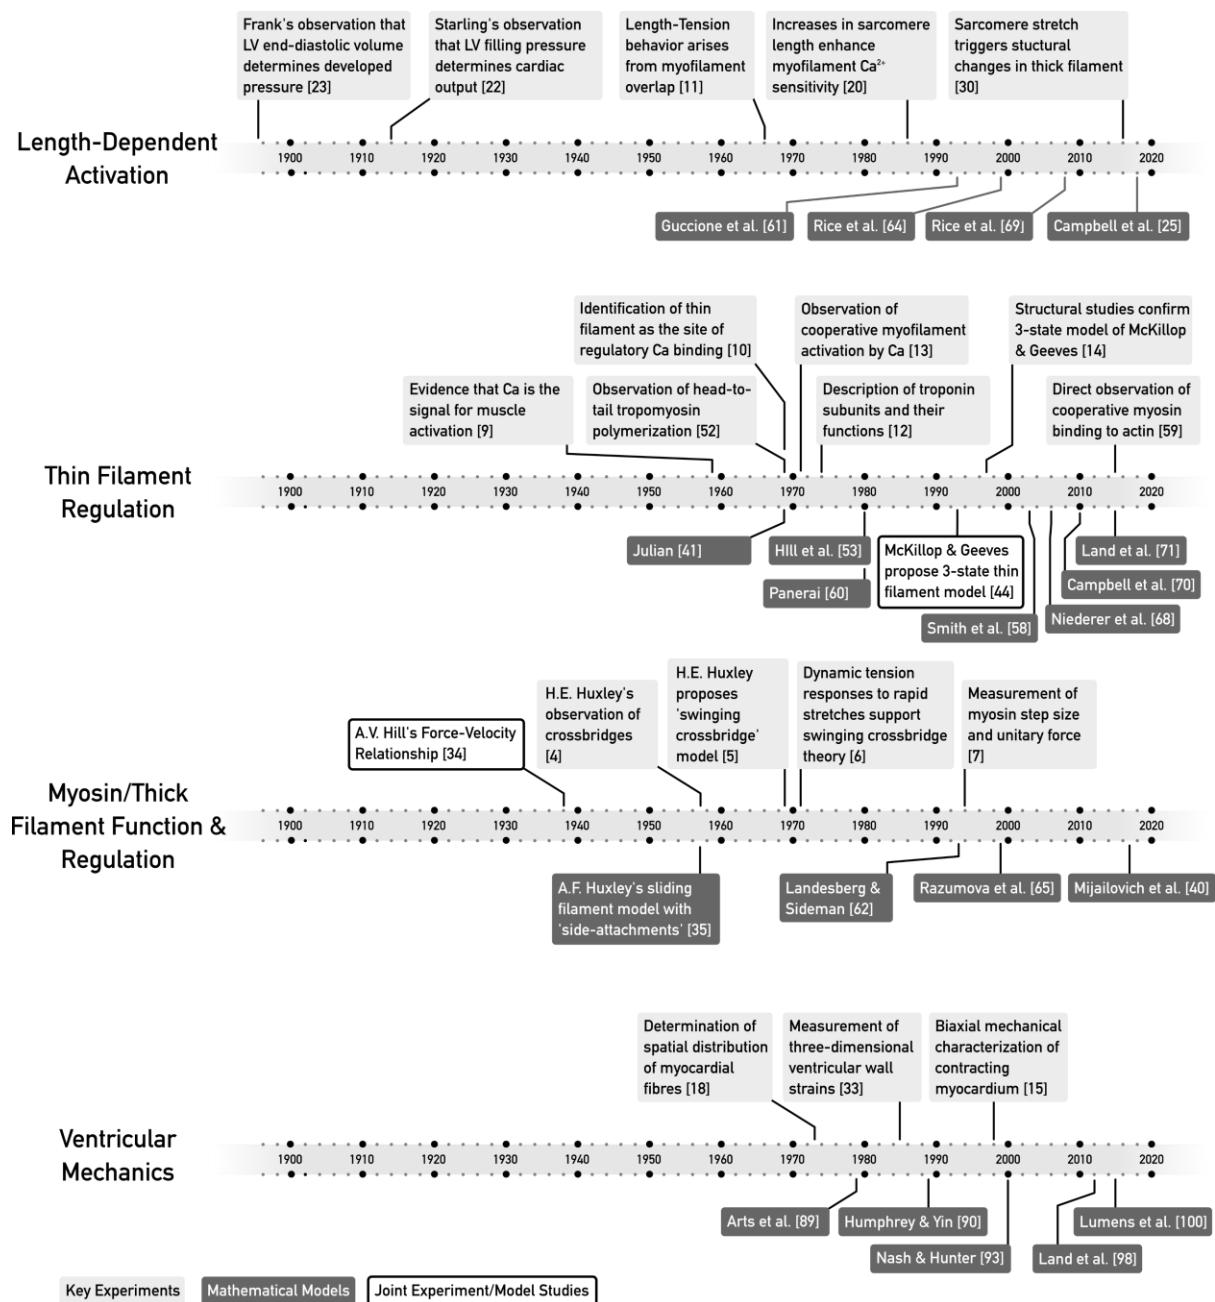 Frank's observation that
LV end-diastolic volume
determines developed
pressure [23]
Starling's observation
that LV filling pressure
determines cardiac
output [22]
Length-Tension
behavior arises
from myofilament
overlap [11]
Increases in sarcomere
length enhance
myofilament Ca²⁺
sensitivity [20]
Sarcomere stretch
triggers stuctural
changes in thick filament
[30]
Length-Dependent
Activation
1900 1910 1920 1930 1940 1950 1960 1970 1980 1990 2000 2010 2020
Guccione et al. [61]
Rice et al. [64]
Rice et al. [69]
Campbell et al. [25]
Identification of thin
filament as the site of
regulatory Ca binding [10]
Observation of
cooperative myofilament
activation by Ca [13]
Structural studies confirm
3-state model of McKillop
& Geeves [14]
Evidence that Ca is the
signal for muscle
activation [9]
Observation of head-to-
tail tropomyosin
polymerization [52]
Description of troponin
subunits and their
functions [12]
Direct observation of
cooperative myosin
binding to actin [59]
Thin Filament
Regulation
1900 1910 1920 1930 1940 1950 1960 1970 1980 1990 2000 2010 2020
Julian [41]
HIll et al. [53]
Panerai [60]
McKillop & Geeves
propose 3-state thin
filament model [44]
Smith et al. [58]
Land et al. [71]
Campbell et al. [70]
Niederer et al. [68]
A.V. Hill's Force-Velocity
Relationship [34]
H.E. Huxley's
observation of
crossbridges
[4]
H.E. Huxley
proposes
'swinging
crossbridge'
model [5]
Dynamic tension
responses to rapid
stretches support
swinging crossbridge
theory [6]
Measurement of
myosin step size
and unitary force
[7]
Myosin/Thick
Filament Function &
Regulation
1900 1910 1920 1930 1940 1950 1960 1970 1980 1990 2000 2010 2020
A.F. Huxley's sliding
filament model with
'side-attachments' [35]
Landesberg &
Sideman [62]
Razumova et al. [65]
Mijailovich et al. [40]
Determination of
spatial distribution
of myocardial
fibres [18]
Measurement of
three-dimensional
ventricular wall
strains [33]
Biaxial mechanical
characterization of
contracting
myocardium [15]
Ventricular
Mechanics
1900 1910 1920 1930 1940 1950 1960 1970 1980 1990 2000 2010 2020
Arts et al. [89]
Humphrey & Yin [90]
Nash & Hunter [93]
Land et al. [98]
Lumens et al. [100]
Key Experiments
Mathematical Models
Joint Experiment/Model Studies